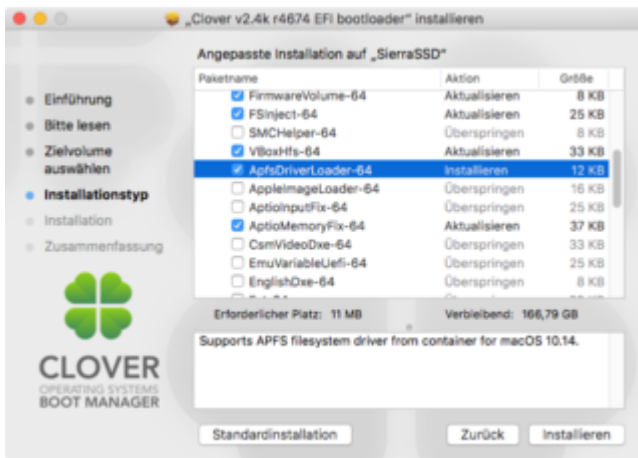 „Clover v2.4k r4674 EFI bootloader“ installieren
Angepasste Installation auf „SierraSSD“
Paketname Aktion Größe
FirmwareVolume-64 Aktualisieren 8 KB
FSInject-64 Aktualisieren 25 KB
SMCHelper-64 Überspringen 8 KB
VBoxHfs-64 Aktualisieren 33 KB
ApfsDriverLoader-64 Installieren 12 KB
AppleImageLoader-64 Überspringen 16 KB
AptioInputFix-64 Überspringen 25 KB
AptioMemoryFix-64 Aktualisieren 37 KB
CsmVideoDxe-64 Überspringen 33 KB
EmuVariableUefi-64 Überspringen 25 KB
EnglishDxe-64 Überspringen 8 KB
Einführung
Bitte lesen
Zielvolume
auswählen
Installationstyp
Installation
Zusammenfassung
CLOVER
OPERATING SYSTEMS
BOOT MANAGER
Erforderlicher Platz: 11 MB Verbleibend: 166,79 GB
Supports APFS filesystem driver from container for macOS 10.14.
Standardinstallation Zurück Installieren